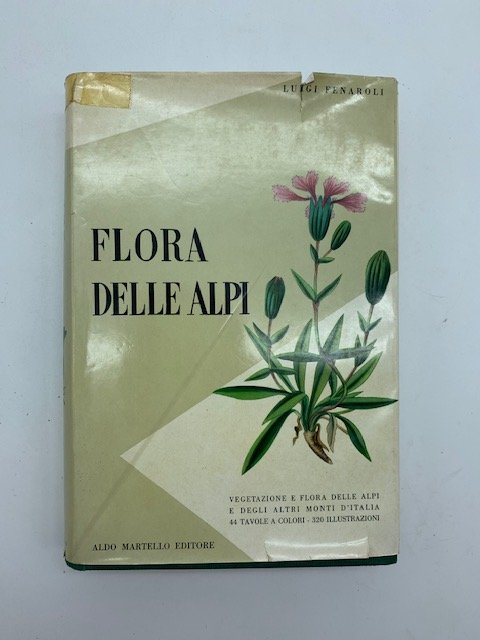 LUIGI FENAROLI
FLORA
DELLE ALPI
VEGETAZIONE E FLORA DELLE ALPI
E DEGLI ALTRI MONTI D'ITALIA
44 TAVOLE A COLORI - 320 ILLUSTRAZIONI
ALDO MARTELLO EDITORE